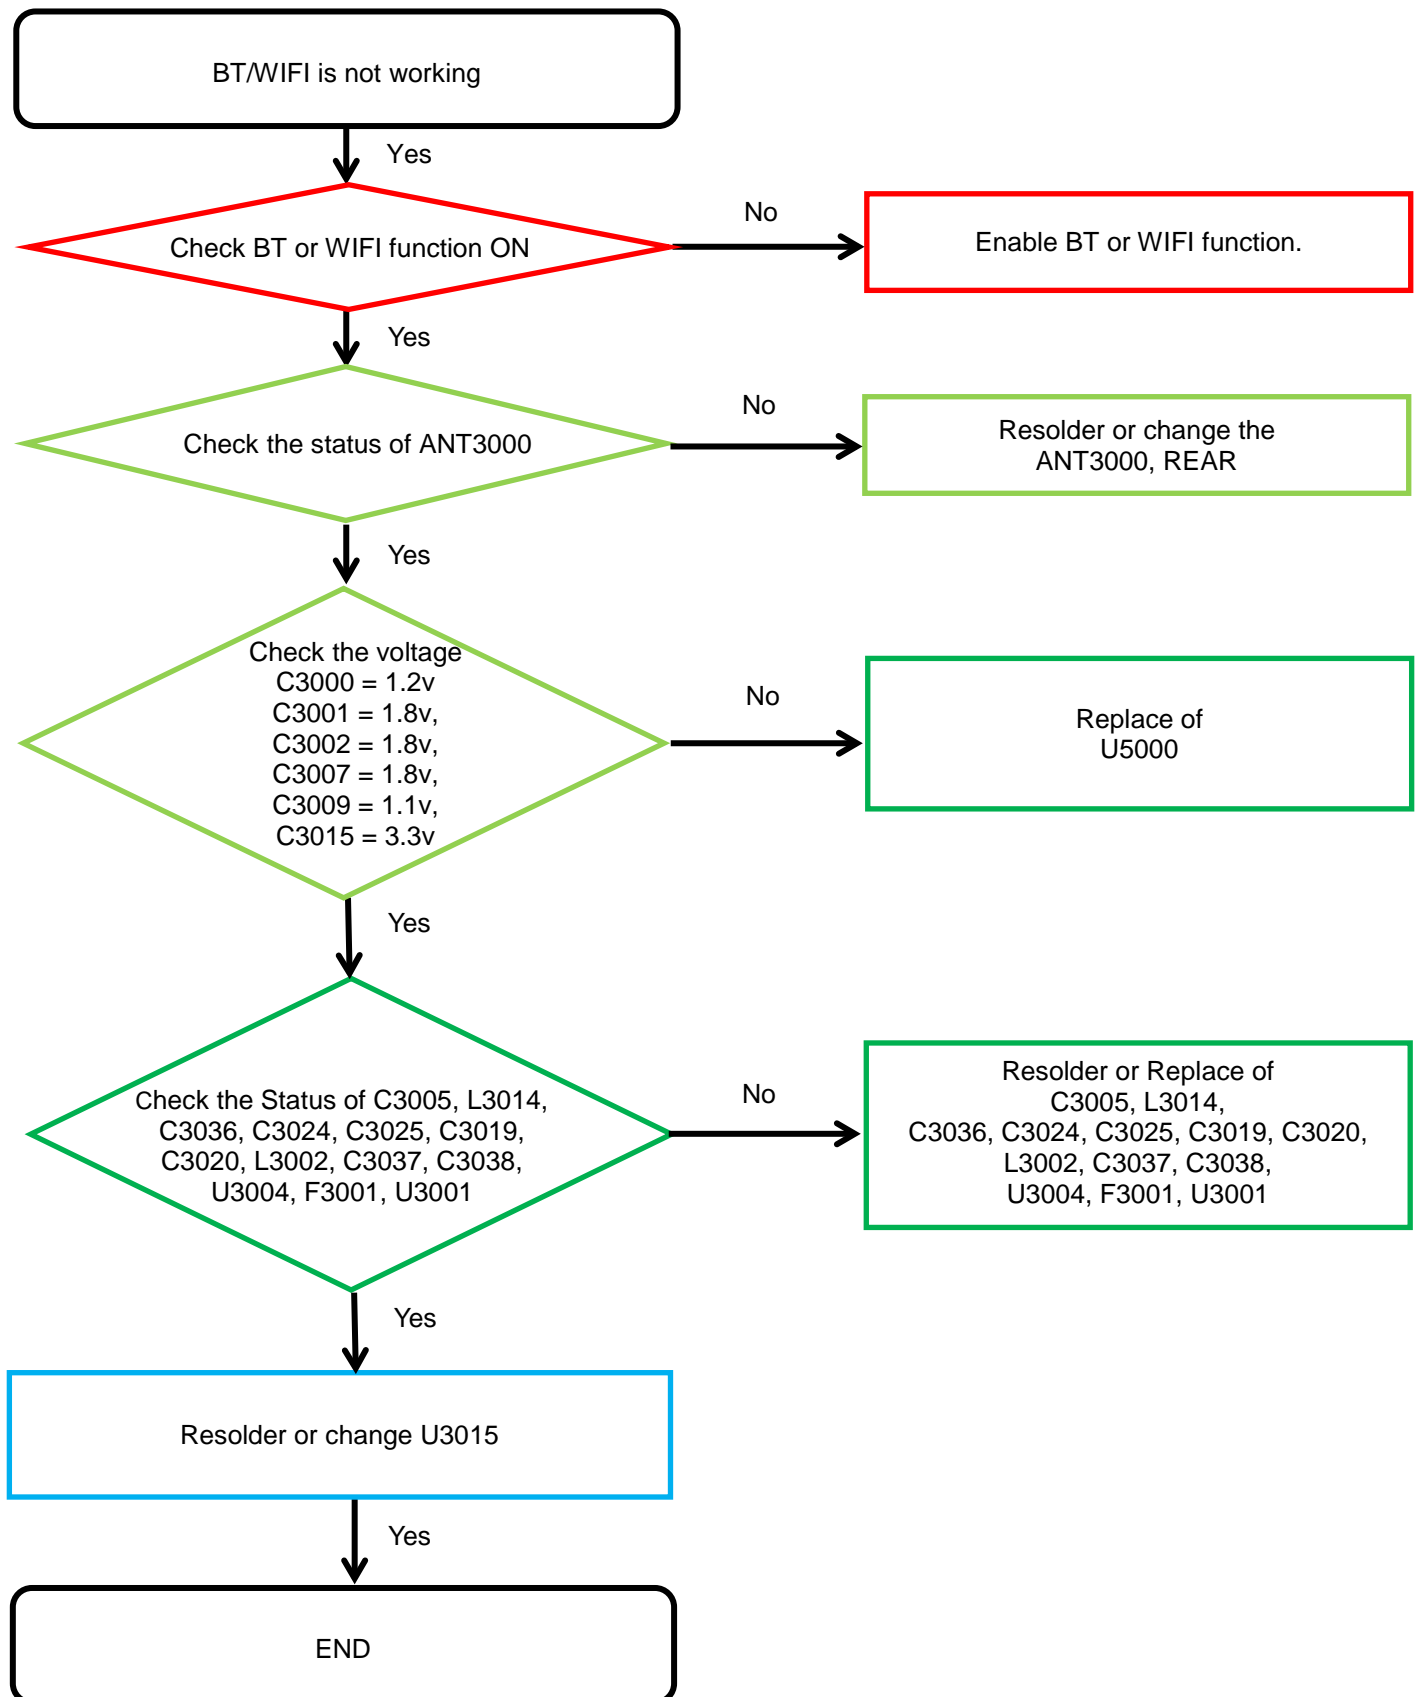 BT/WIFI is not working
Yes
Check BT or WIFI function ON
No
Enable BT or WIFI function.
Yes
Check the status of ANT3000
No
Resolder or change the
ANT3000, REAR
Yes
Check the voltage
C3000 = 1.2v
C3001 = 1.8v,
C3002 = 1.8v,
C3007 = 1.8v,
C3009 = 1.1v,
C3015 = 3.3v
No
Replace of
U5000
Yes
Check the Status of C3005, L3014,
C3036, C3024, C3025, C3019,
C3020, L3002, C3037, C3038,
U3004, F3001, U3001
No
Resolder or Replace of
C3005, L3014,
C3036, C3024, C3025, C3019, C3020,
L3002, C3037, C3038,
U3004, F3001, U3001
Yes
Resolder or change U3015
Yes
END